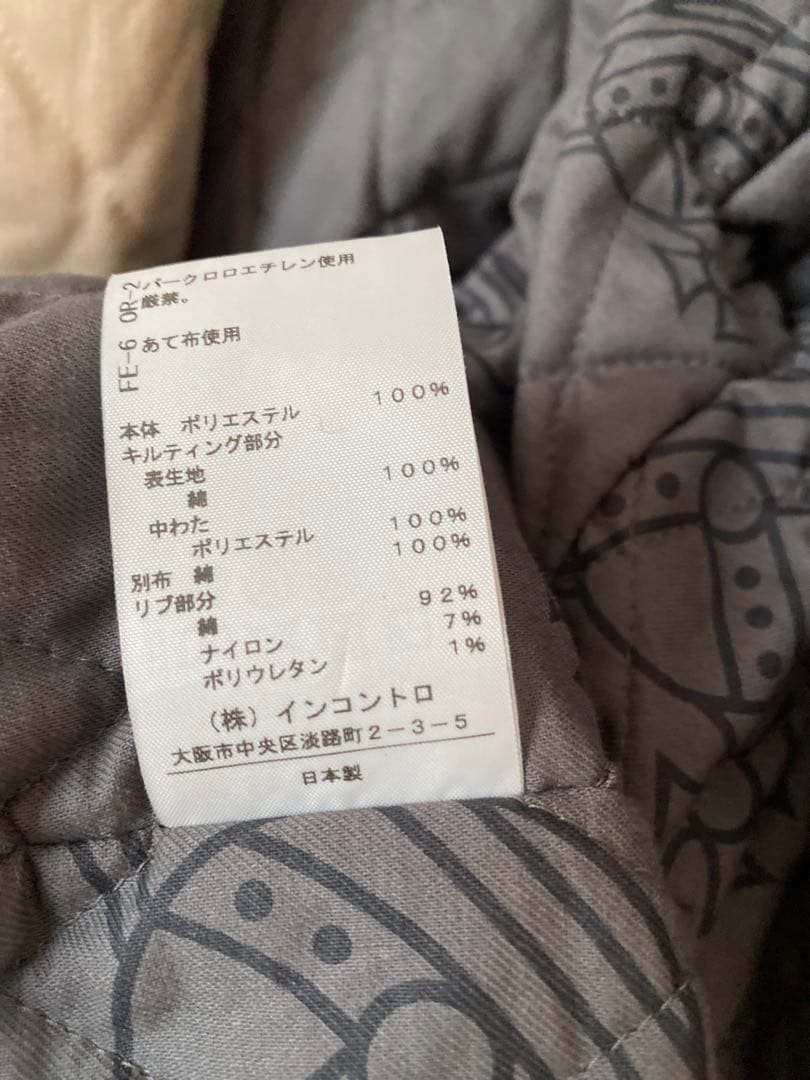 OR-2 パークロロエチレン使用
厳禁。
FE-6 あて布使用
本体 ポリエステル 100%
キルティング部分
表生地
綿 100%
中わた
ポリエステル 100%
別布 綿 100%
リブ部分
綿 92%
ナイロン 7%
ポリウレタン 1%
(株)インコントロ
大阪市中央区淡路町2-3-5
日本製